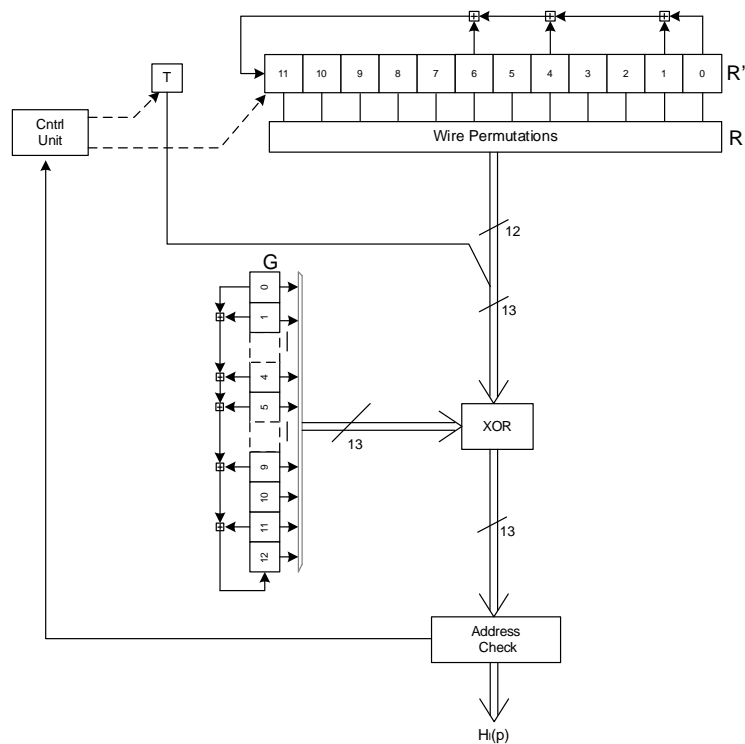 11 10 9 8 7 6 5 4 3 2 1 0
R'
T
Cntrl
Unit
Wire Permutations
R
12
G
0
1
13
4
5
XOR
13
9
10
11
13
12
Address
Check
Hl(p)